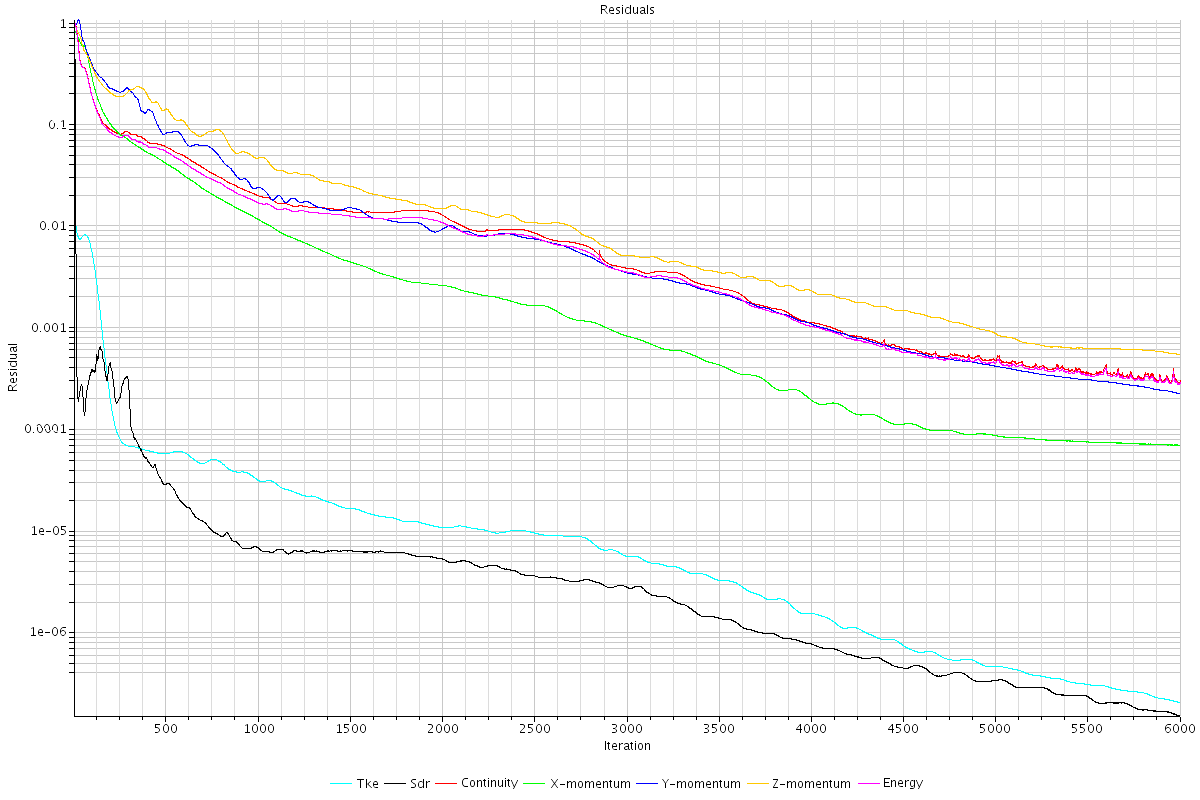 Residuals
1
0.1
0.01
0.001
0.0001
1e-05
1e-06
Residual
500 1000 1500 2000 2500 3000 3500 4000 4500 5000 5500 6000
Iteration
Tke Sdr Continuity X-momentum Y-momentum Z-momentum Energy